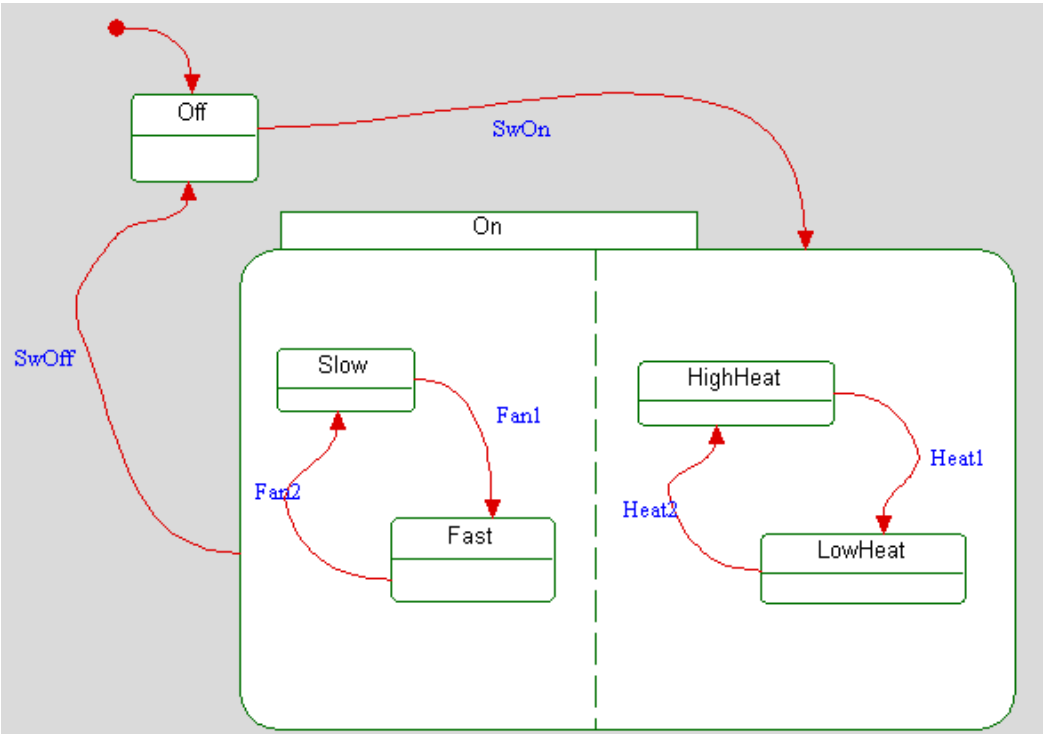 Off
SwOn
On
SwOff
Slow
HighHeat
Fan1
Heat1
Fan2
Heat2
Fast
LowHeat